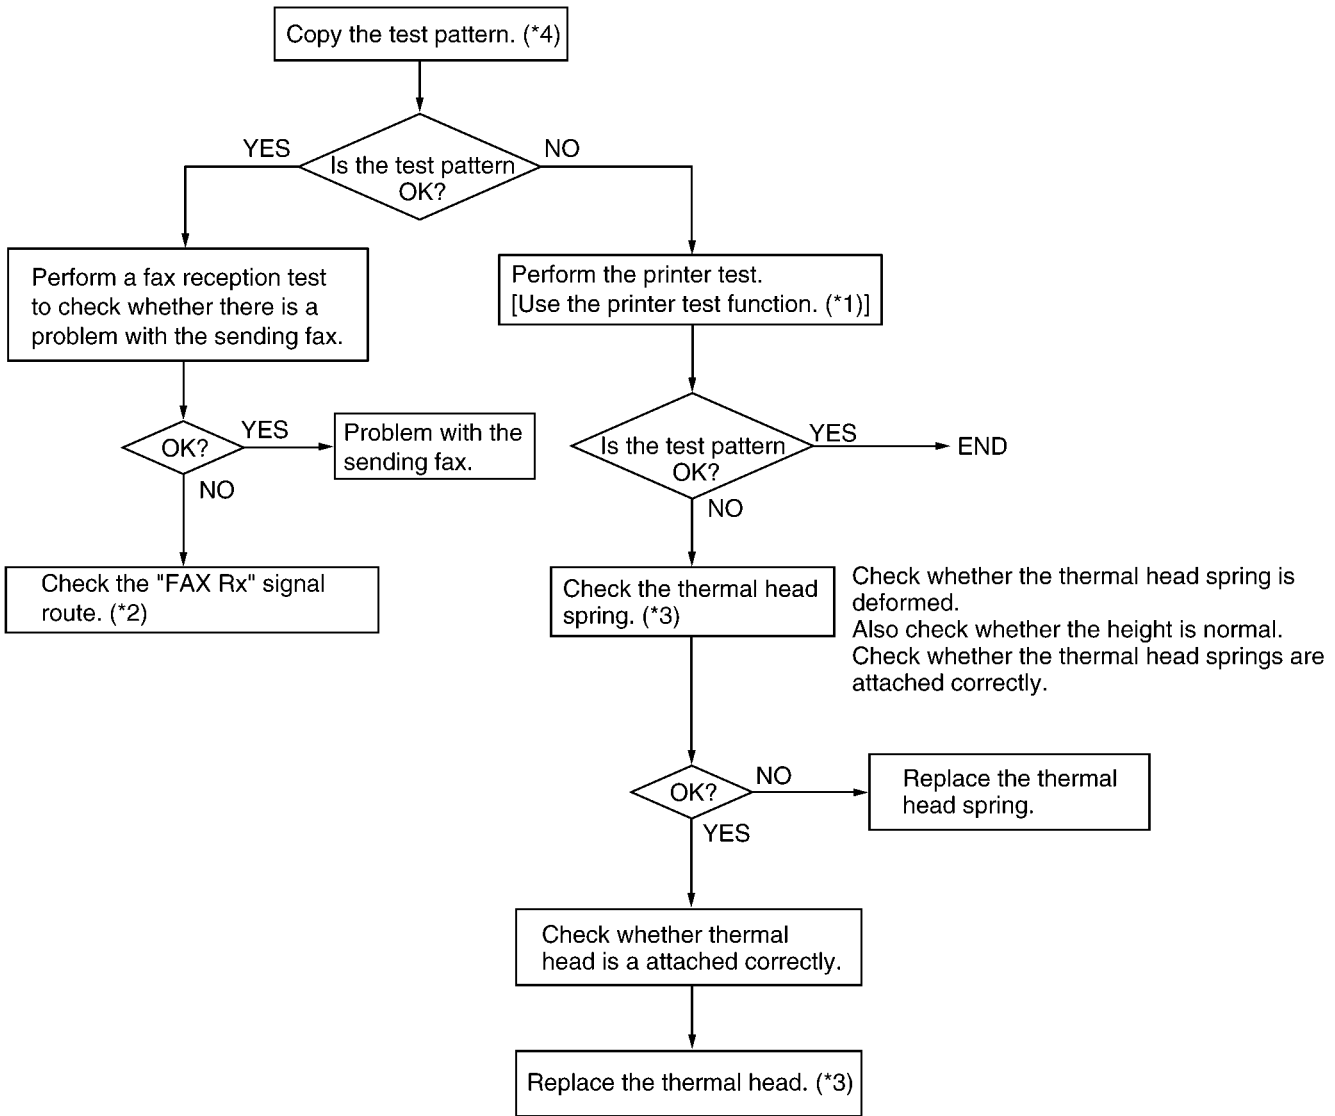 Copy the test pattern. (*4)
YES
NO
Is the test pattern
OK?
Perform a fax reception test
to check whether there is a
problem with the sending fax.
Perform the printer test.
[Use the printer test function. (*1)]
OK?
YES
Problem with the
sending fax.
NO
Is the test pattern
OK?
YES
END
NO
Check the "FAX Rx" signal
route. (*2)
Check the thermal head
spring. (*3)
Check whether the thermal head spring is
deformed.
Also check whether the height is normal.
Check whether the thermal head springs are
attached correctly.
OK?
NO
Replace the thermal
head spring.
YES
Check whether thermal
head is a attached correctly.
Replace the thermal head. (*3)